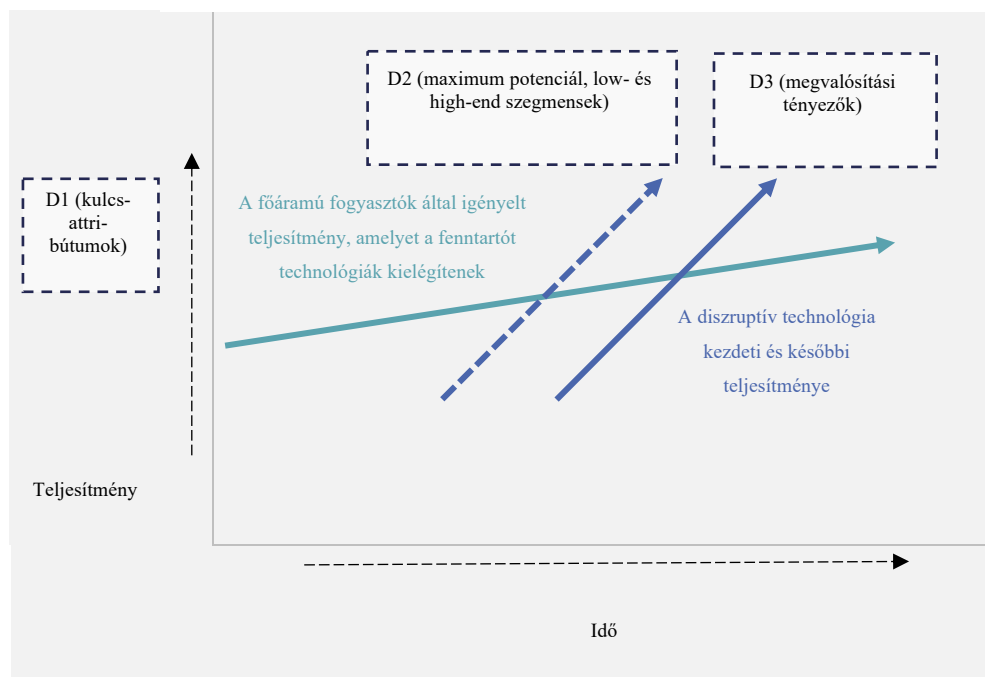 D2 (maximum potenciál, low- és
high-end szegmensek)
D3 (megvalósítási
tényezők)
D1 (kulcs-
attri-
bútumok)
A főáramú fogyasztók által igényelt
teljesítmény, amelyet a fenntartót
technológiák kielégítenek
A diszruptív technológia
kezdeti és későbbi
teljesítménye
Teljesítmény
Idő